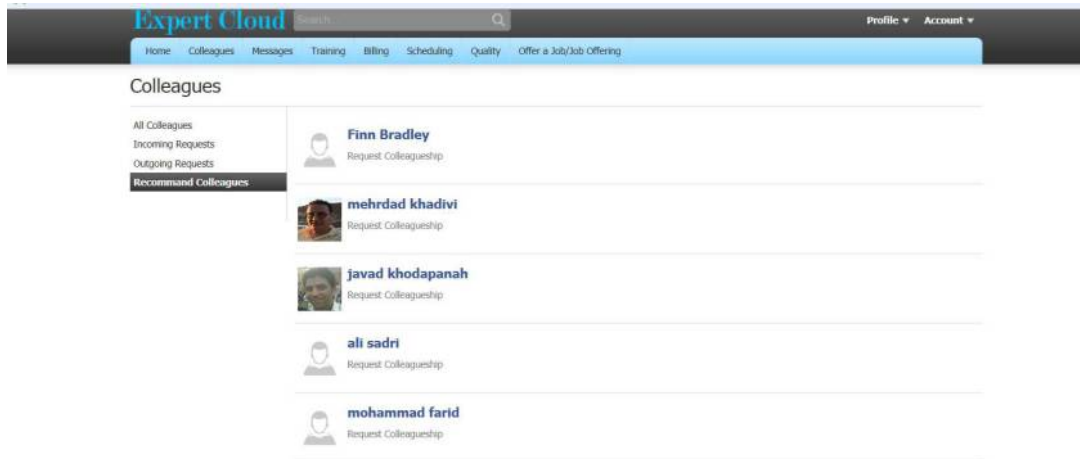 Expert Cloud Search... Profile Account
Home Colleagues Messages Training Billing Scheduling Quality Offer a Job/Job Offering
Colleagues
All Colleagues
Incoming Requests
Outgoing Requests
Recommand Colleagues
Finn Bradley
Request Colleagueship
mehrdad khadivi
Request Colleagueship
javad khodapanah
Request Colleagueship
ali sadri
Request Colleagueship
mohammad farid
Request Colleagueship